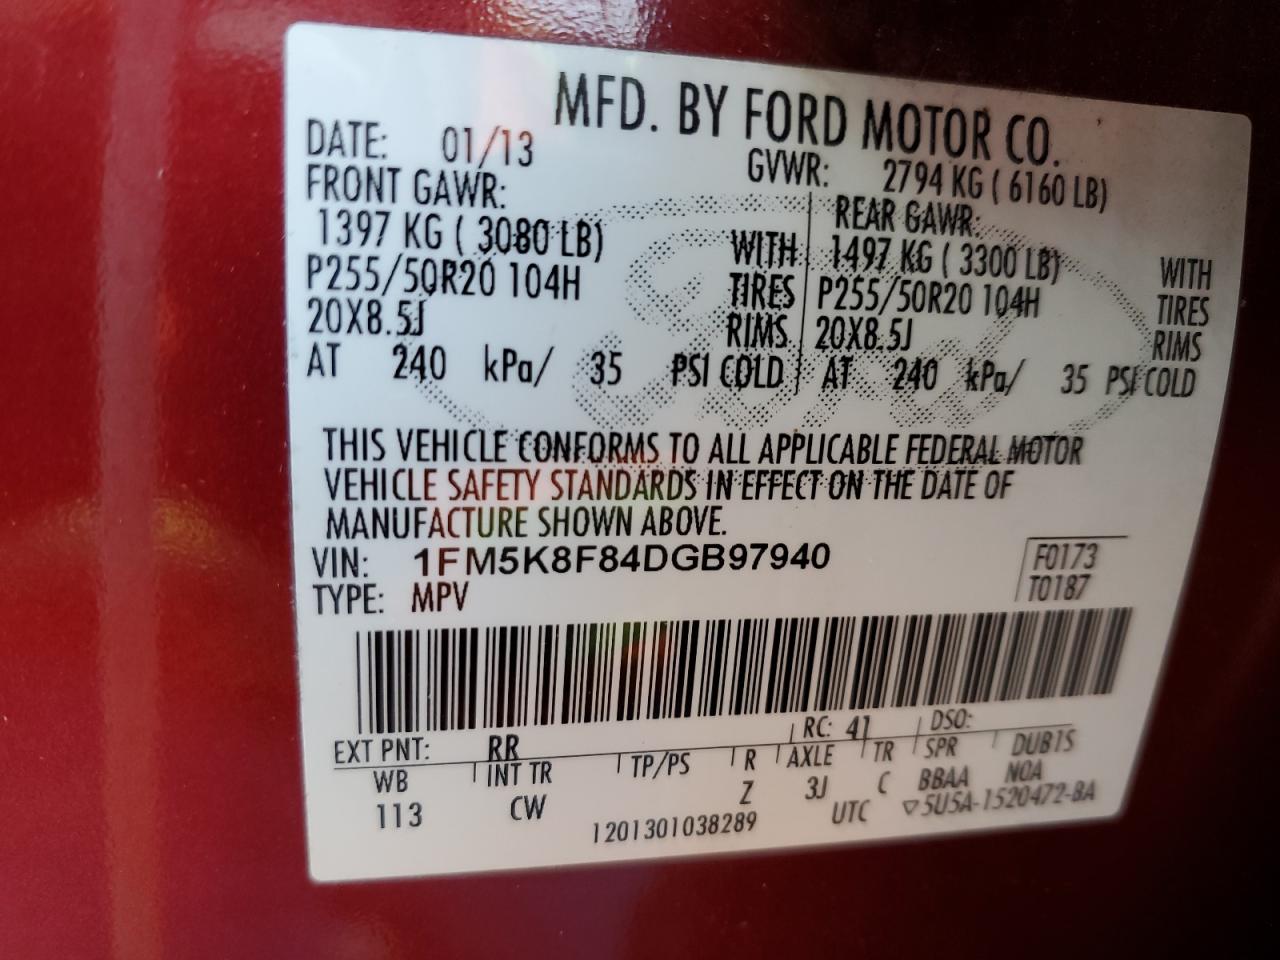 MFD. BY FORD MOTOR CO.
DATE: 01/13 GVWR: 2794 KG ( 6160 LB)
FRONT GAWR: REAR GAWR:
1397 KG ( 3080 LB) WITH 1497 KG ( 3300 LB) WITH
P255/50R20 104H TIRES P255/50R20 104H TIRES
20X8.5J RIMS 20X8.5J RIMS
AT 240 kPa/ 35 PSI COLD AT 240 kPa/ 35 PSI COLD
THIS VEHICLE CONFORMS TO ALL APPLICABLE FEDERAL MOTOR
VEHICLE SAFETY STANDARDS IN EFFECT ON THE DATE OF
MANUFACTURE SHOWN ABOVE.
VIN: 1FM5K8F84DGB97940 F0173
TYPE: MPV T0187
EXT PNT: RR RC: 41 DSO:
WB INT TR TP/PS R AXLE TR SPR DUBIS
113 CW Z 3J C BBAA NOA
1201301038289 UTC ▽5U5A-1520472-BA